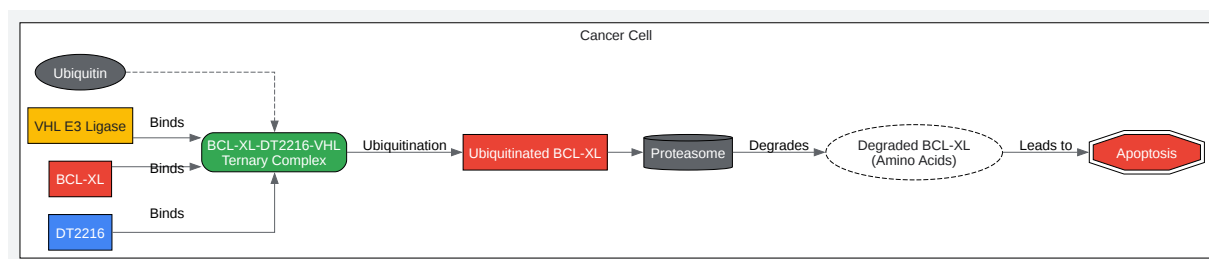 Cancer Cell
Ubiquitin
VHL E3 Ligase
Binds
BCL-XL
Binds
DT2216
Binds
BCL-XL-DT2216-VHL
Ternary Complex
Ubiquitination
Ubiquitinated BCL-XL
Proteasome
Degrades
Degraded BCL-XL
(Amino Acids)
Leads to
Apoptosis